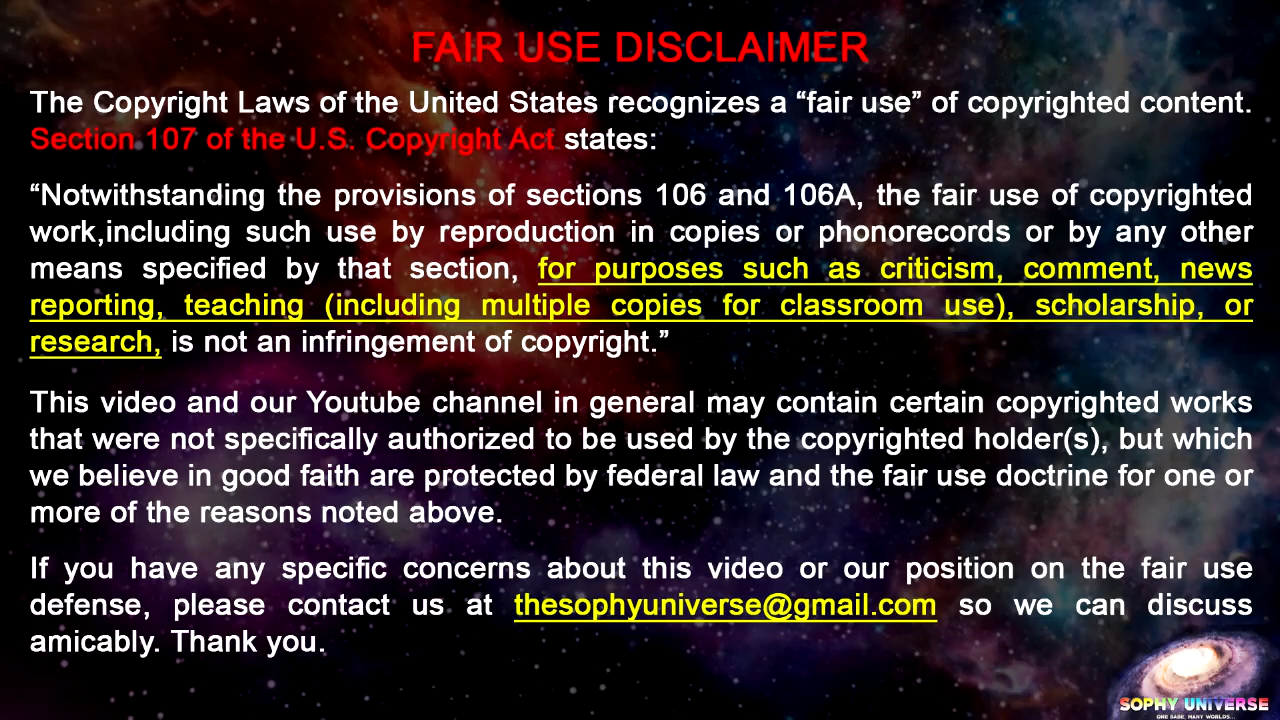 FAIR USE DISCLAIMER
The Copyright Laws of the United States recognizes a “fair use” of copyrighted content.
Section 107 of the U.S. Copyright Act states:
“Notwithstanding the provisions of sections 106 and 106A, the fair use of copyrighted
work,including such use by reproduction in copies or phonorecords or by any other
means specified by that section, for purposes such as criticism, comment, news
reporting, teaching (including multiple copies for classroom use), scholarship, or
research, is not an infringement of copyright.”
This video and our Youtube channel in general may contain certain copyrighted works
that were not specifically authorized to be used by the copyrighted holder(s), but which
we believe in good faith are protected by federal law and the fair use doctrine for one or
more of the reasons noted above.
If you have any specific concerns about this video or our position on the fair use
defense, please contact us at thesophyuniverse@gmail.com so we can discuss
amicably. Thank you.
SOPHY UNIVERSE
ONE BABE, MANY WORLDS...